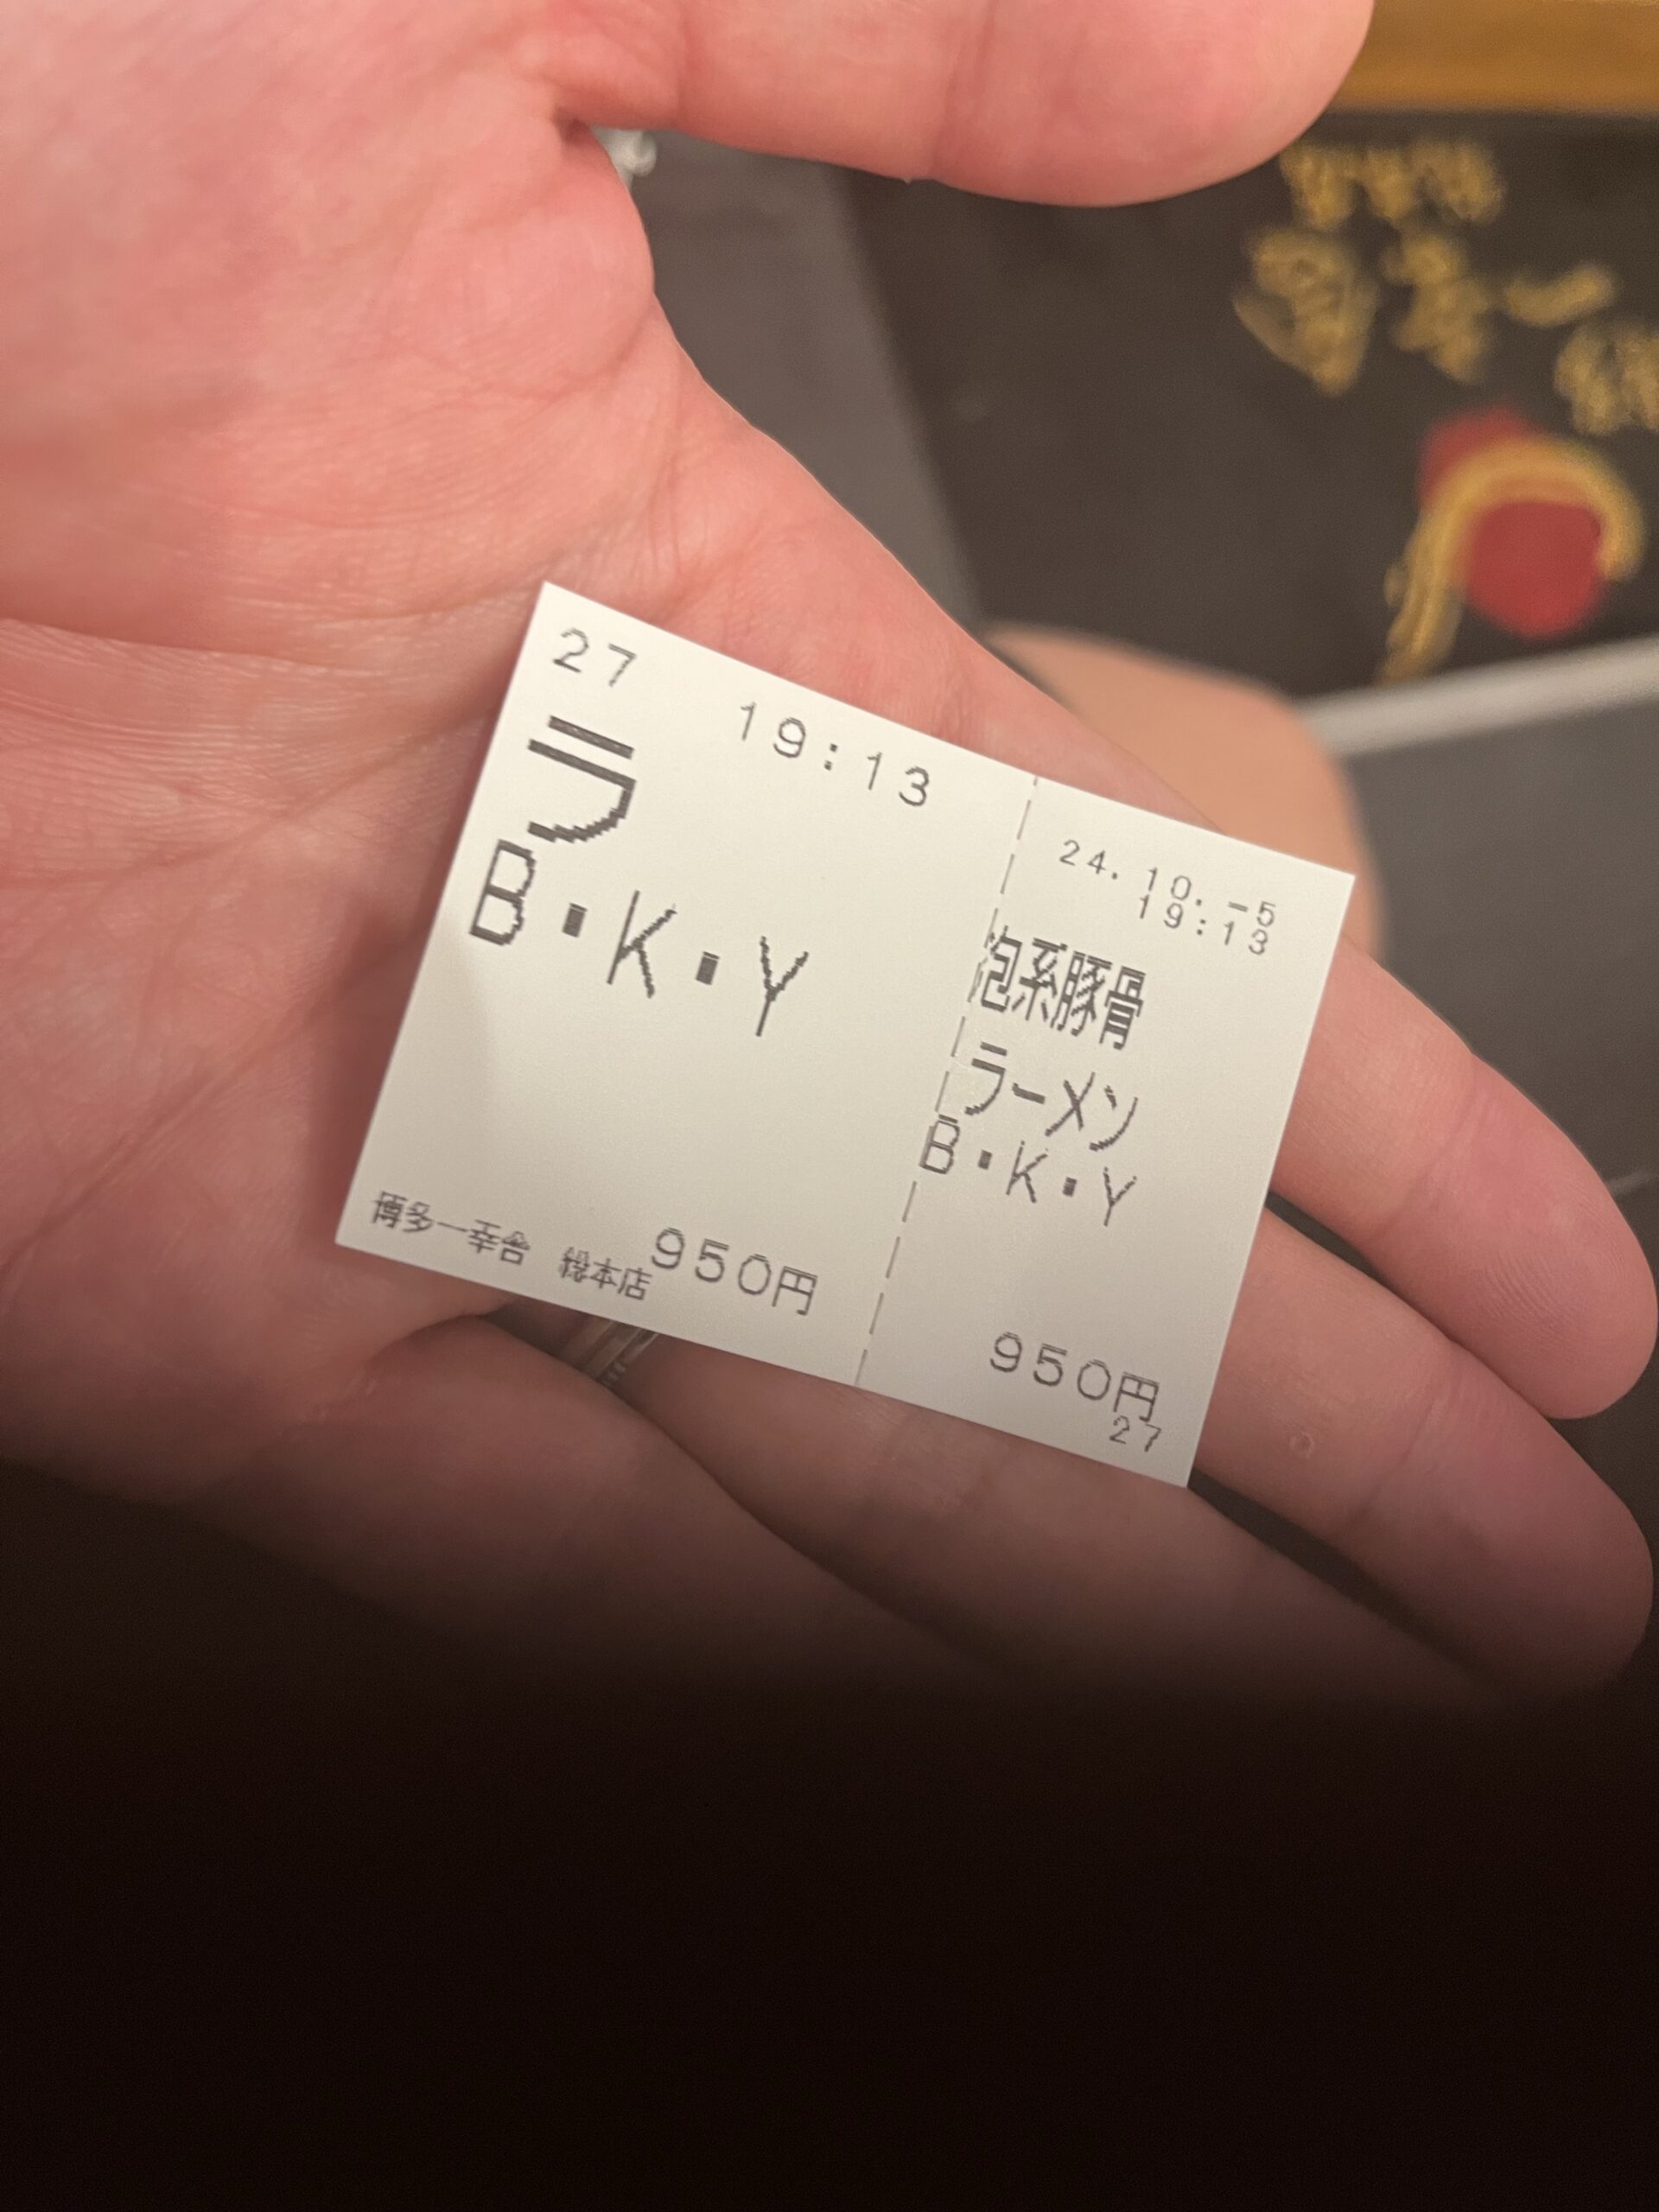 27
19:13
ラ
B・K・Y
950円
博多一幸舎 総本店
24.10.-5
19:13
泡系豚骨
ラーメン
B・K・Y
950円
27